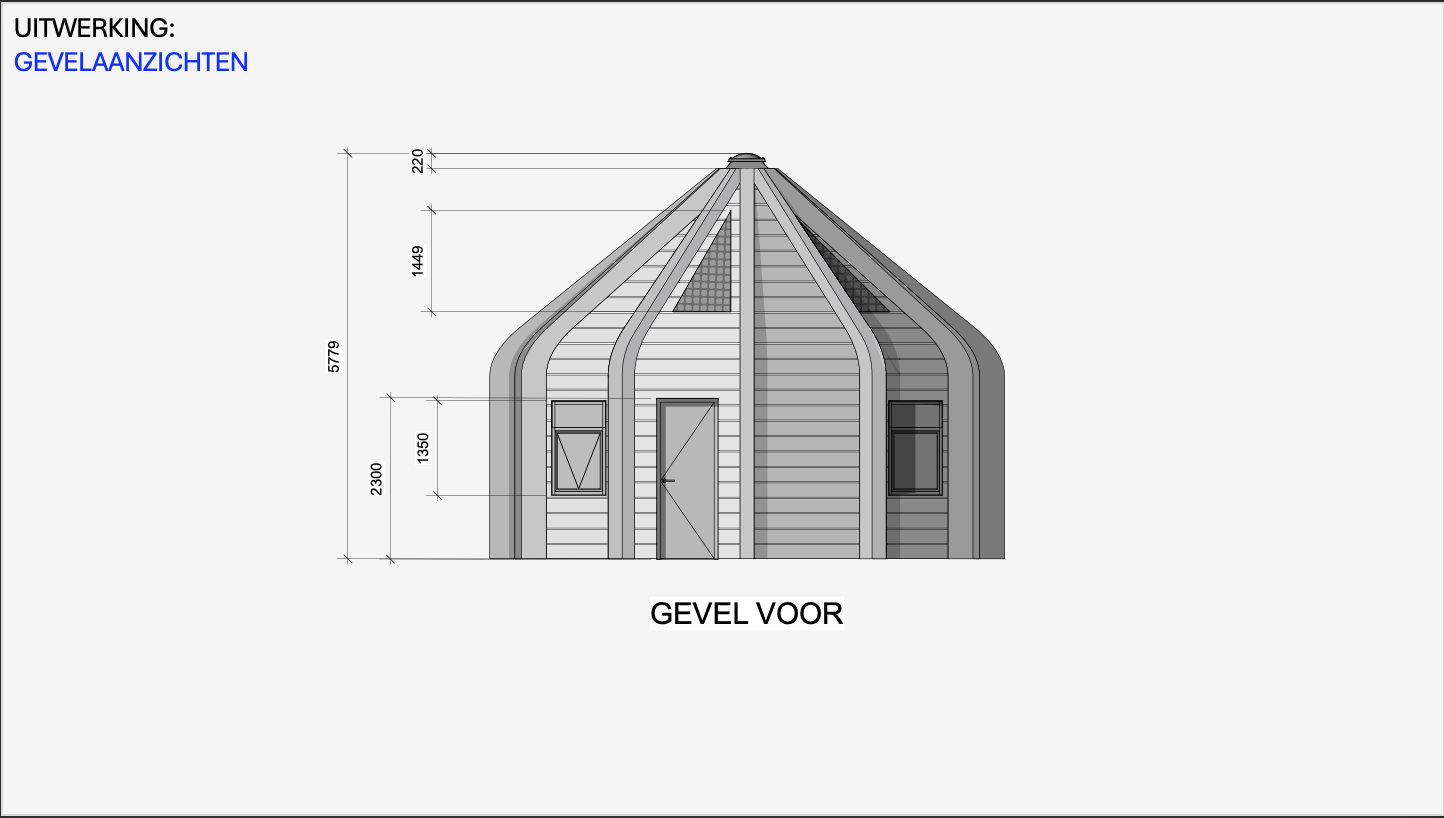 UITWERKING:
GEVELAANZICHTEN
220
1449
5779
1350
2300
GEVEL VOOR